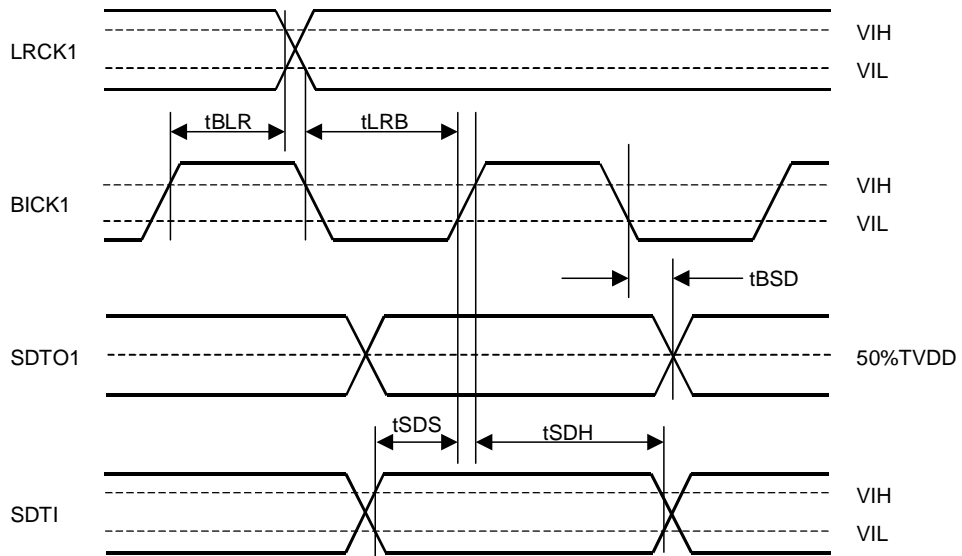 LRCK1
VIH
VIL
tBLR
tLRB
BICK1
VIH
VIL
tBSD
SDTO1
50%TVDD
tSDS
tSDH
SDTI
VIH
VIL